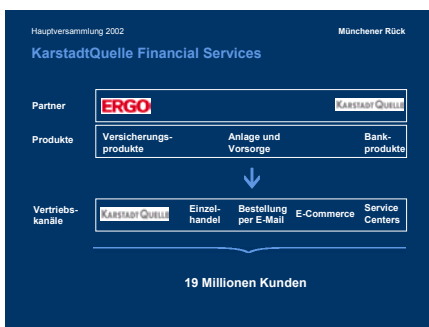 Hauptversammlung 2002 Münchener Rück
KarstadtQuelle Financial Services
Partner ERGO KARSTADT QUELLE
Produkte Versicherungs- Anlage und Bank-
produkte Vorsorge produkte
Vertriebs- KARSTADT QUELLE Einzel- Bestellung E-Commerce Service
kanäle handel per E-Mail Centers
19 Millionen Kunden